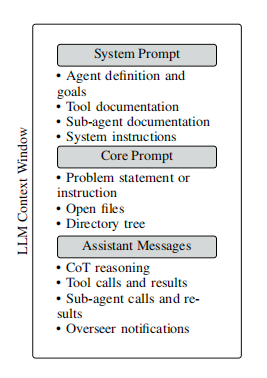 System Prompt
• Agent definition and
goals
• Tool documentation
• Sub-agent documentation
• System instructions
Core Prompt
• Problem statement or
instruction
• Open files
• Directory tree
Assistant Messages
• CoT reasoning
• Tool calls and results
• Sub-agent calls and re-
sults
• Overseer notifications
LLM Context Window